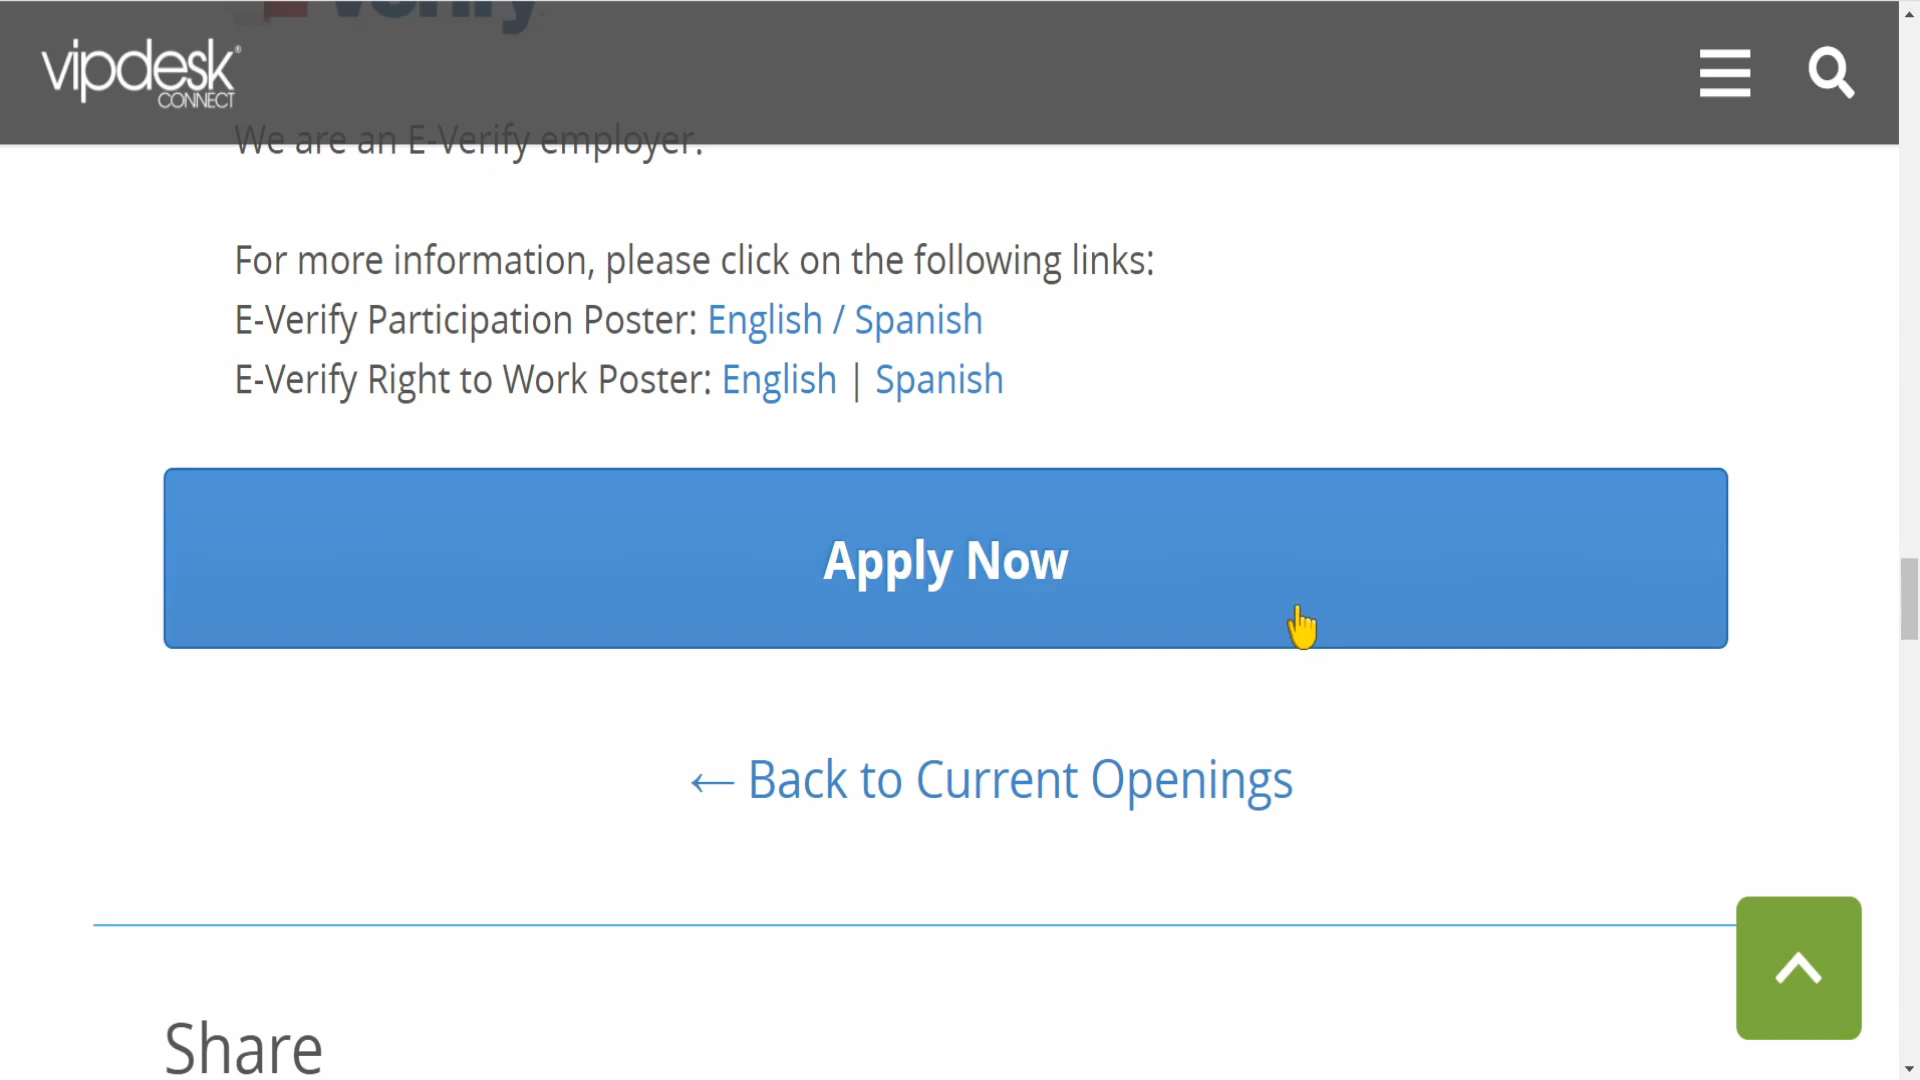 verify
vipdesk®
CONNECT
We are an E-Verify employer.
For more information, please click on the following links:
E-Verify Participation Poster: English / Spanish
E-Verify Right to Work Poster: English | Spanish
Apply Now
← Back to Current Openings
Share